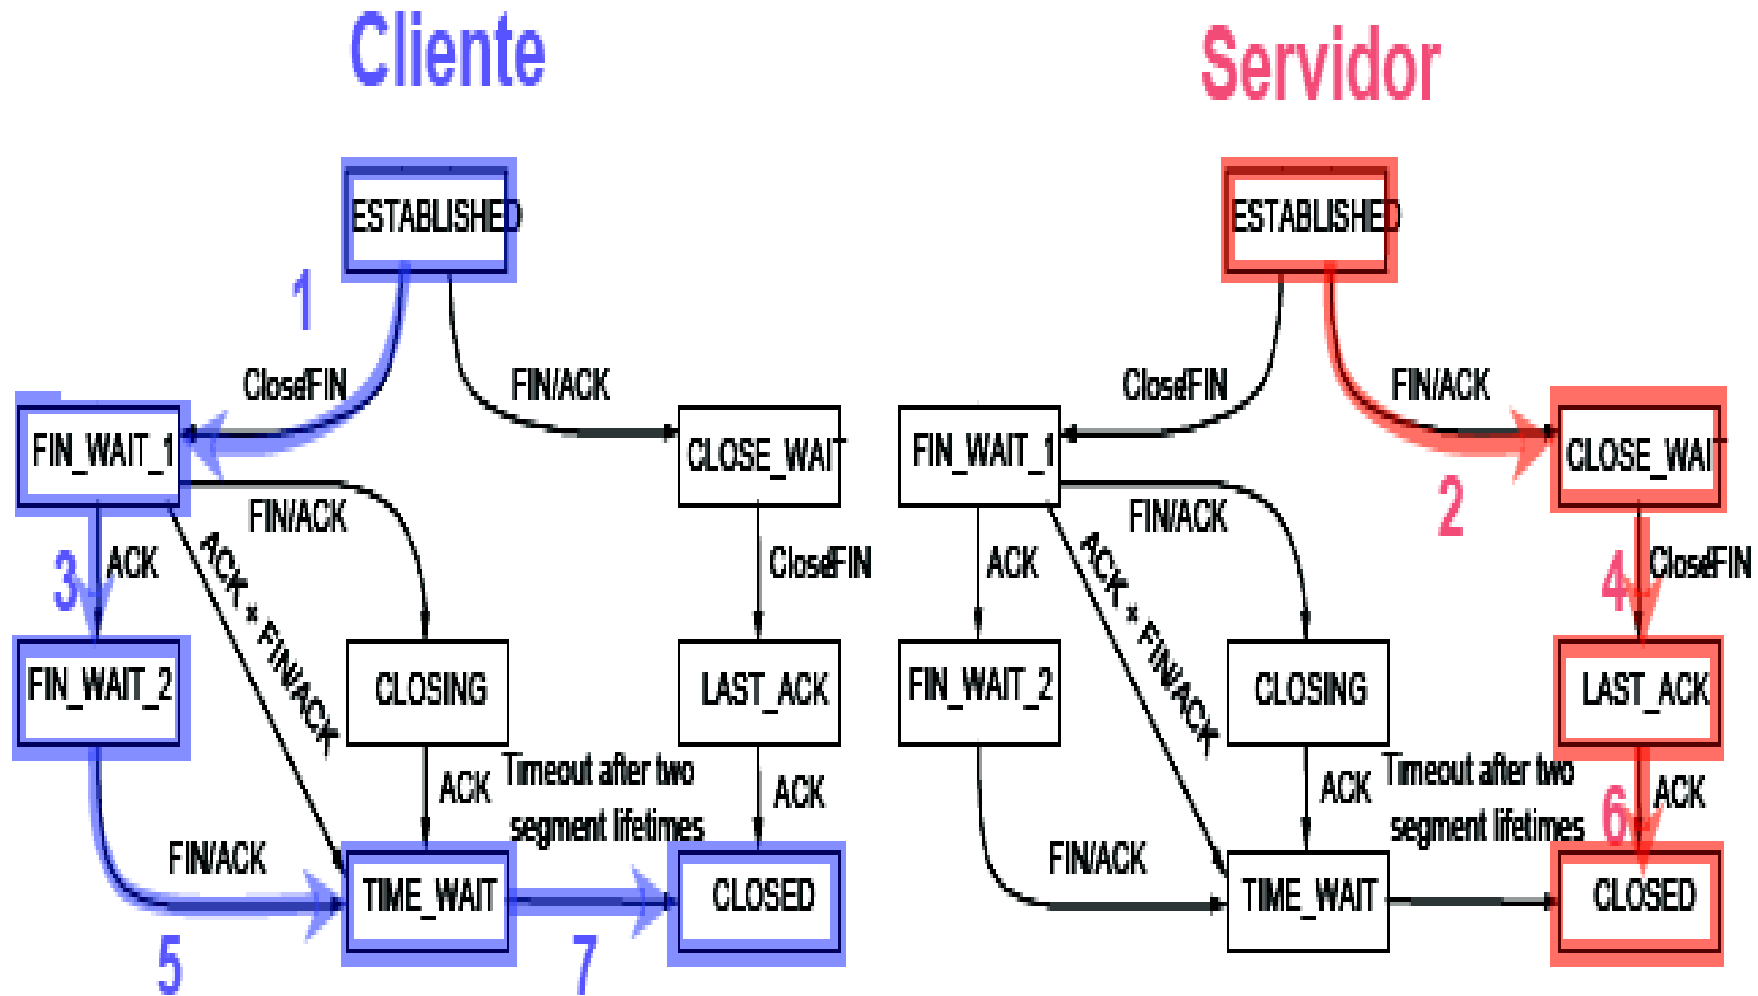 Cliente
ESTABLISHED
1
Close/FIN
FIN/ACK
FIN_WAIT_1
CLOSE_WAIT
FIN/ACK
3
ACK
ACK + FIN/ACK
Close/FIN
FIN_WAIT_2
CLOSING
LAST_ACK
ACK
Timeout after two
segment lifetimes
ACK
FIN/ACK
TIME_WAIT
CLOSED
5
7
Servidor
ESTABLISHED
Close/FIN
FIN/ACK
FIN_WAIT_1
CLOSE_WAIT
2
FIN/ACK
ACK
ACK + FIN/ACK
4
Close/FIN
FIN_WAIT_2
CLOSING
LAST_ACK
ACK
Timeout after two
segment lifetimes
6
ACK
FIN/ACK
TIME_WAIT
CLOSED